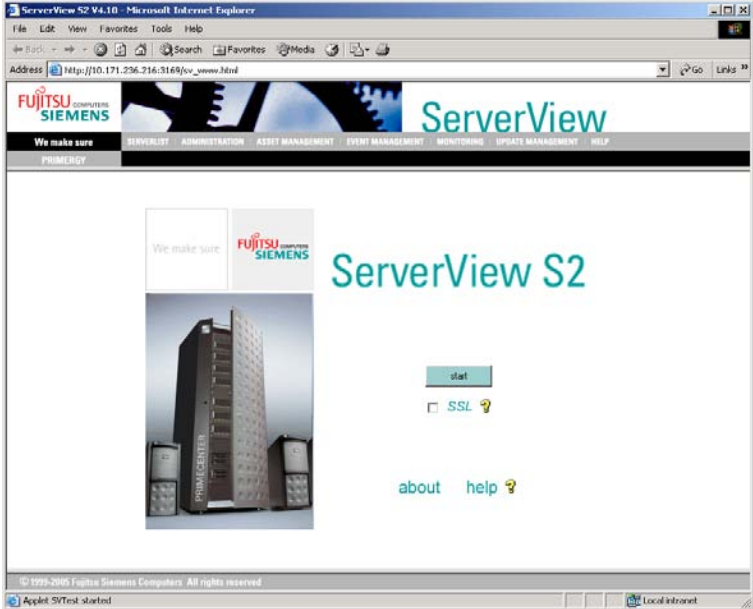 ServerView S2 V4.10 - Microsoft Internet Explorer
File Edit View Favorites Tools Help
Back Search Favorites Media
Address http://10.171.236.216:3169/sv_www.html Go Links »
FUJITSU COMPUTERS
SIEMENS
ServerView
We make sure SERVERLIST ADMINISTRATION ASSET MANAGEMENT EVENT MANAGEMENT MONITORING UPDATE MANAGEMENT HELP
PRIMERGY
We make sure
FUJITSU COMPUTERS
SIEMENS
ServerView S2
PRIMECENTER
start
SSL ?
about help ?
© 1999-2005 Fujitsu Siemens Computers All rights reserved
Applet SVTest started Local intranet